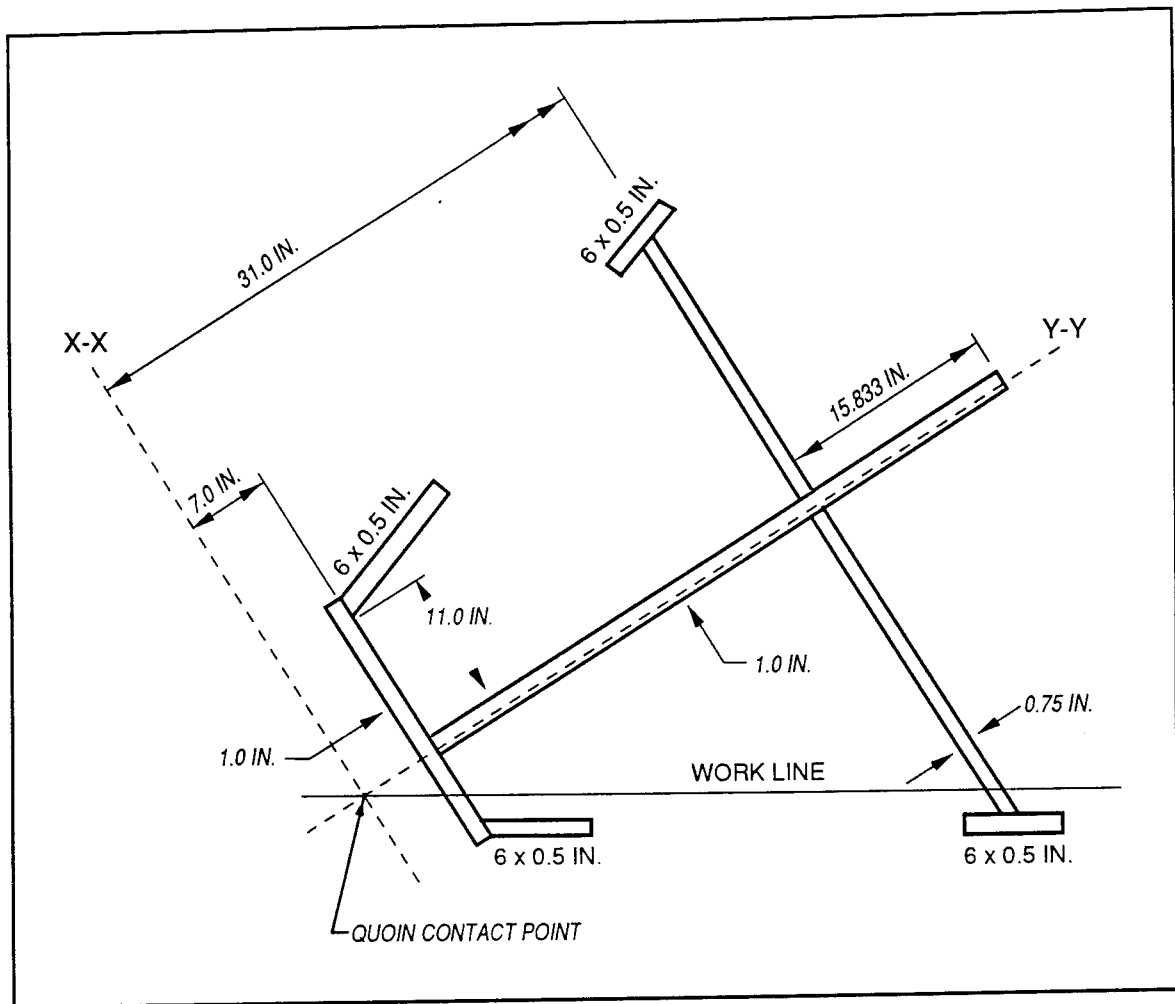 6 x 0.5 IN.
31.0 IN.
X-X
Y-Y
15.833 IN.
7.0 IN.
6 x 0.5 IN.
11.0 IN.
1.0 IN.
0.75 IN.
1.0 IN.
WORK LINE
6 x 0.5 IN.
6 x 0.5 IN.
QUOIN CONTACT POINT